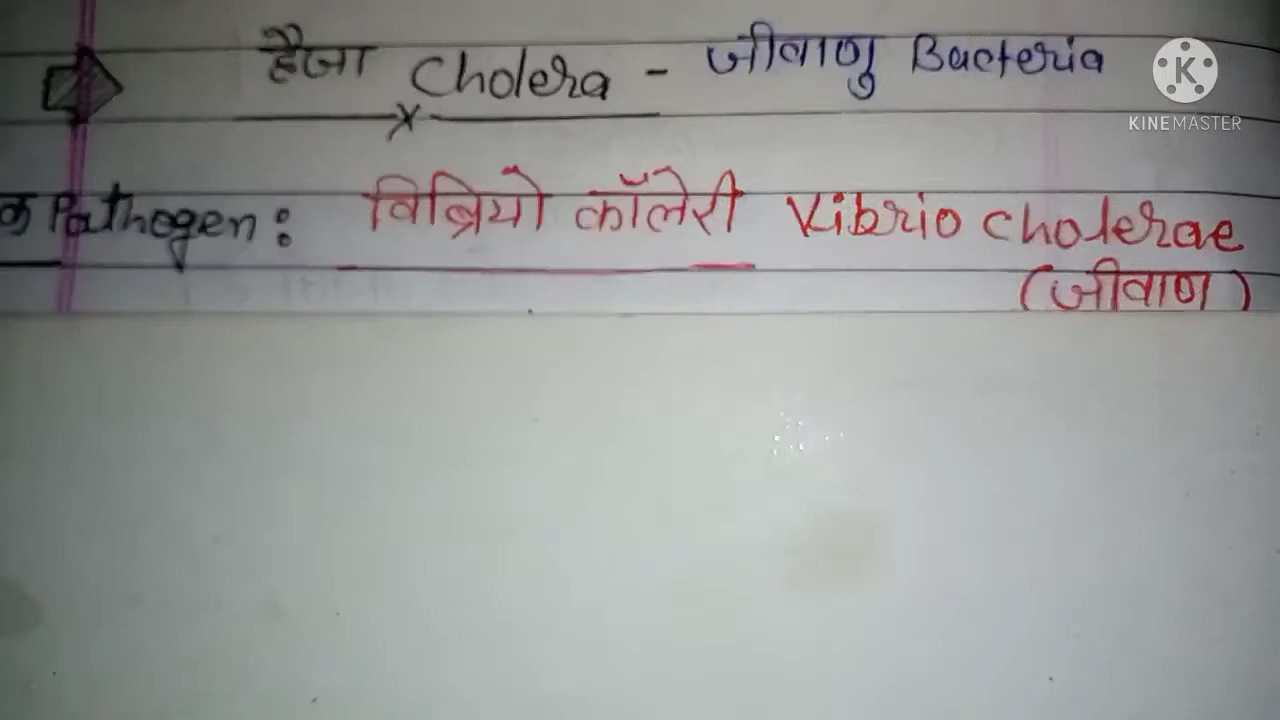 हैजा Cholera - जीवाणु Bacteria
KINEMASTER
क Pathogen: विब्रियो कॉलेरी Vibrio cholerae
(जीवाण)